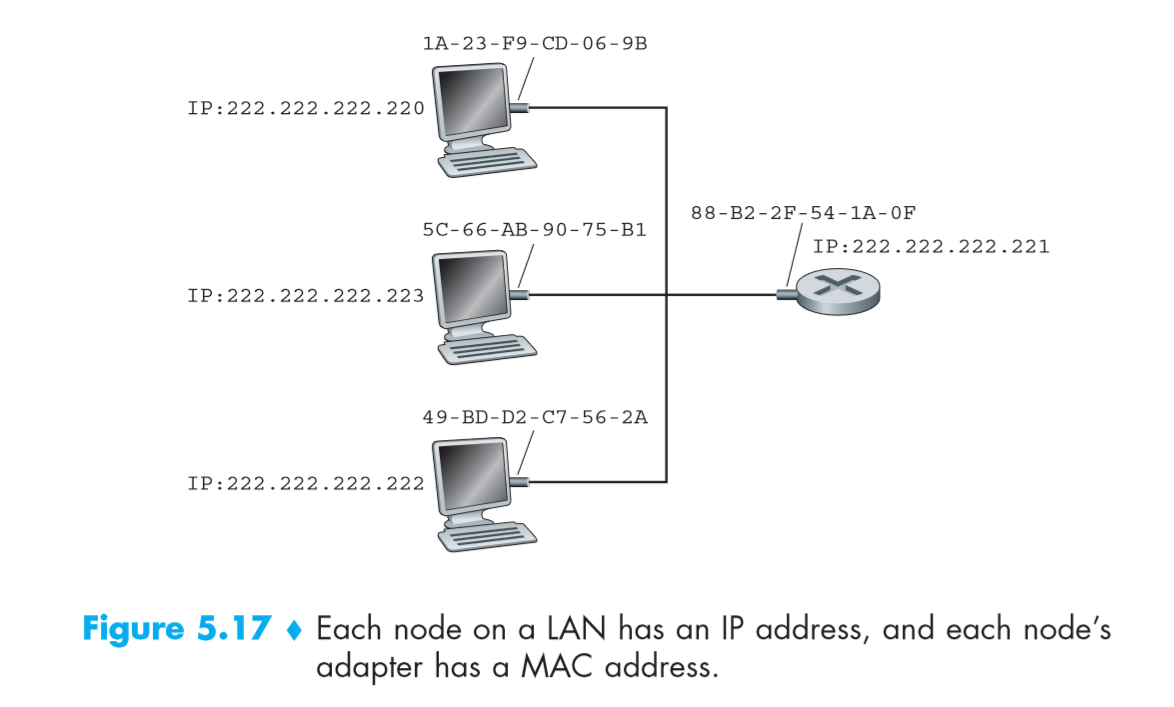 1A-23-F9-CD-06-9B
IP:222.222.222.220
88-B2-2F-54-1A-0F
5C-66-AB-90-75-B1
IP:222.222.222.221
IP:222.222.222.223
49-BD-D2-C7-56-2A
IP:222.222.222.222
Figure 5.17 ♦ Each node on a LAN has an IP address, and each node’s
adapter has a MAC address.